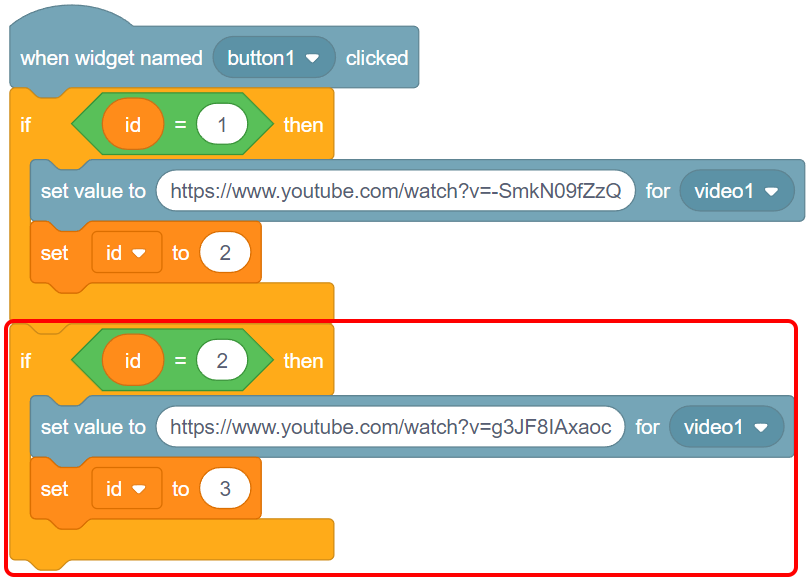 when widget named button1 clicked
if id = 1 then
set value to https://www.youtube.com/watch?v=-SmkN09fZzQ for video1
set id to 2
if id = 2 then
set value to https://www.youtube.com/watch?v=g3JF8IAxaoc for video1
set id to 3